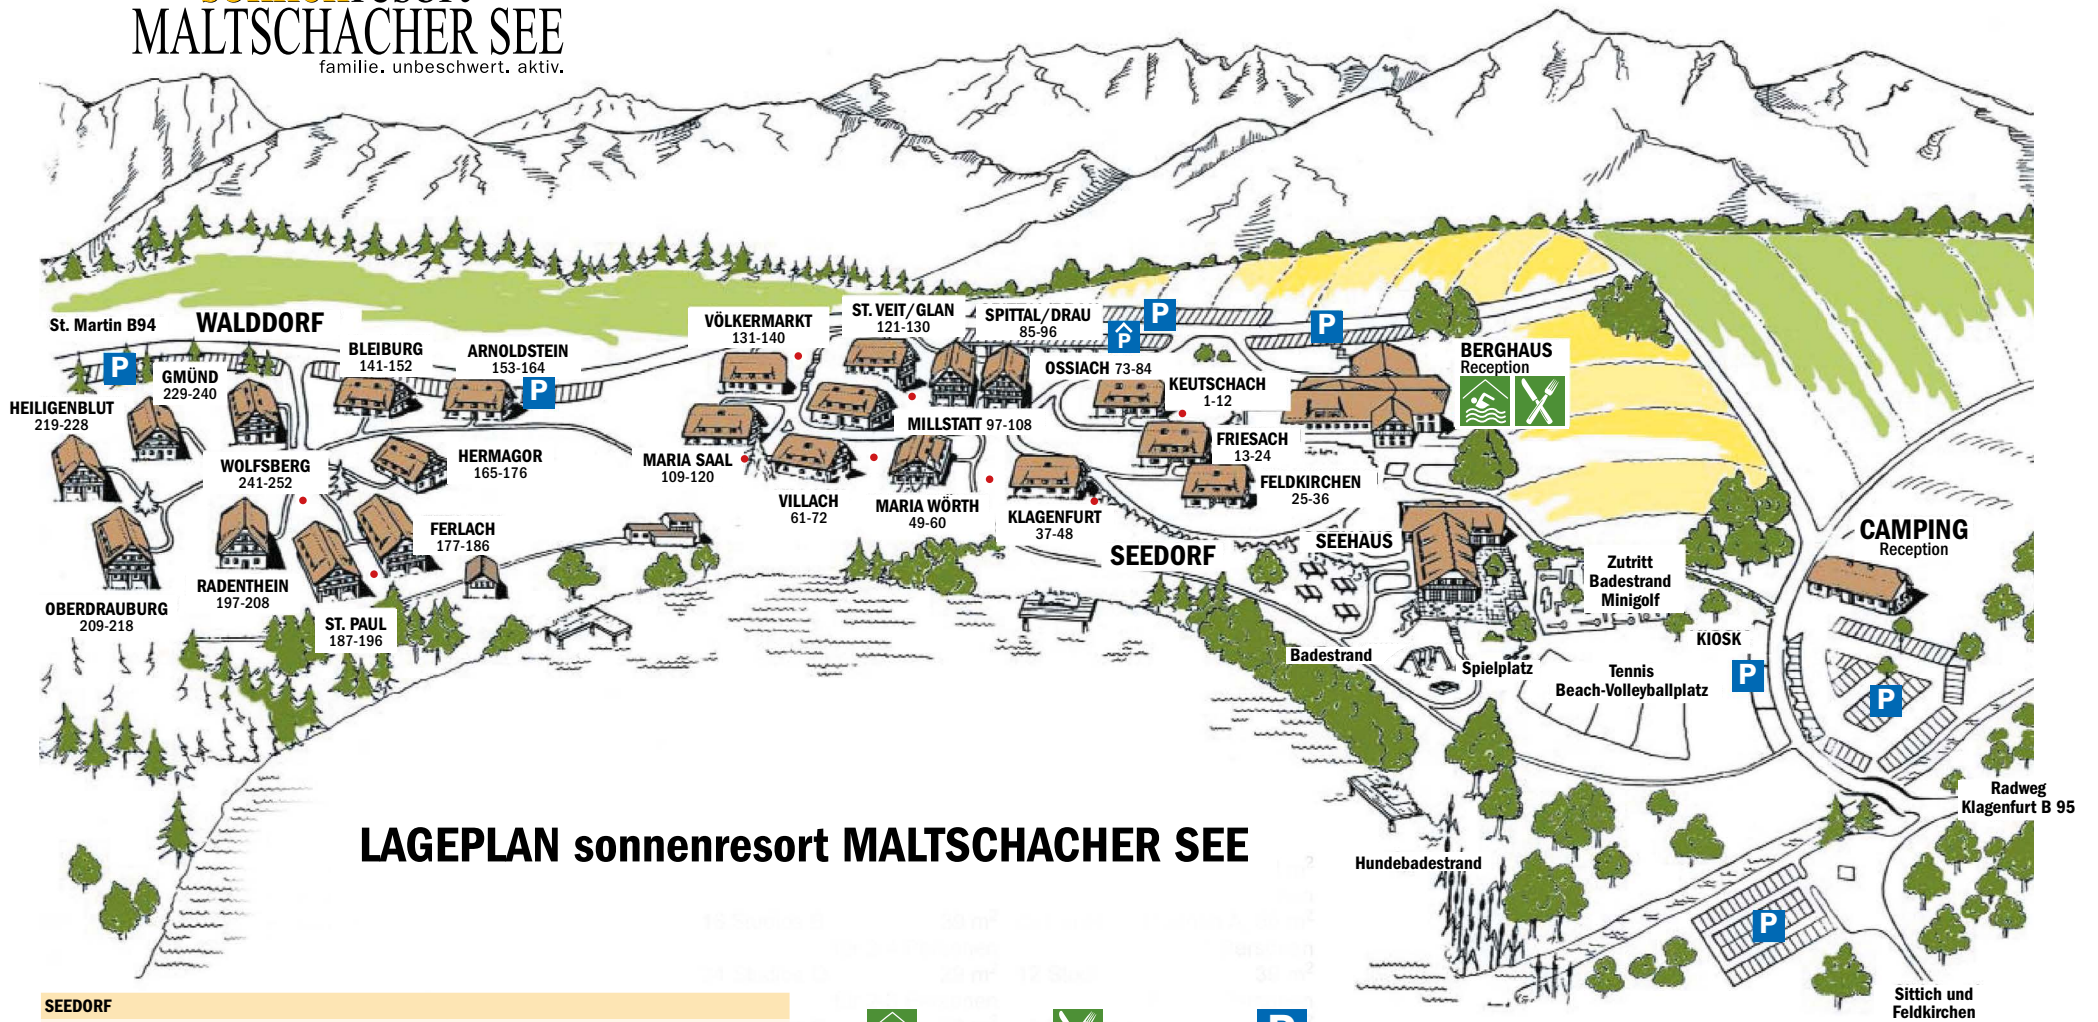 sonnenresort
MALTSCHACHER SEE
familie. unbeschwert. aktiv.
St. Martin B94
WALDDORF
P
GMÜND
229-240
HEILIGENBLUT
219-228
BLEIBURG
141-152
ARNOLDSTEIN
153-164
P
WOLFSBERG
241-252
HERMAGOR
165-176
FERLACH
177-186
RADENTHEIN
197-208
OBERDRAUBURG
209-218
ST. PAUL
187-196
VÖLKERMARKT
131-140
ST. VEIT/GLAN
121-130
SPITTAL/DRAU
85-96
P
P
P
OSSIACH 73-84
KEUTSCHACH
1-12
MILLSTATT 97-108
FRIESACH
13-24
MARIA SAAL
109-120
VILLACH
61-72
MARIA WÖRTH
49-60
KLAGENFURT
37-48
FELDKIRCHEN
25-36
BERGHAUS
Reception
SEEDORF
SEEHAUS
Zutritt
Badestrand
Minigolf
CAMPING
Reception
KIOSK
P
P
Badestrand
Spielplatz
Tennis
Beach-Volleyballplatz
Radweg
Klagenfurt B 95
LAGEPLAN sonnenresort MALTSCHACHER SEE
Hundebadestrand
P
Sittich und
Feldkirchen
SEEDORF
P